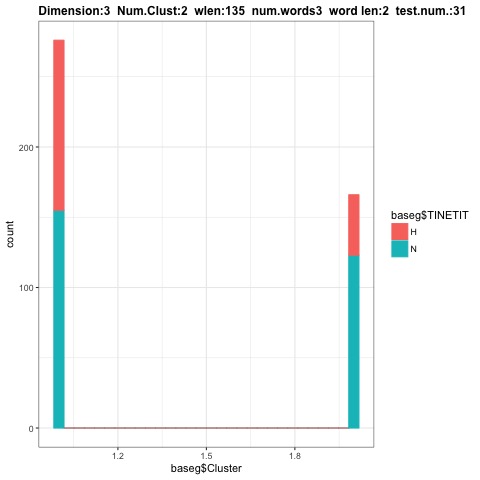 Dimension:3 Num.Clust:2 wlen:135 num.words3 word len:2 test.num.:31
count
200
100
0
1.2 1.5 1.8
baseg$Cluster
baseg$TINETIT
H
N